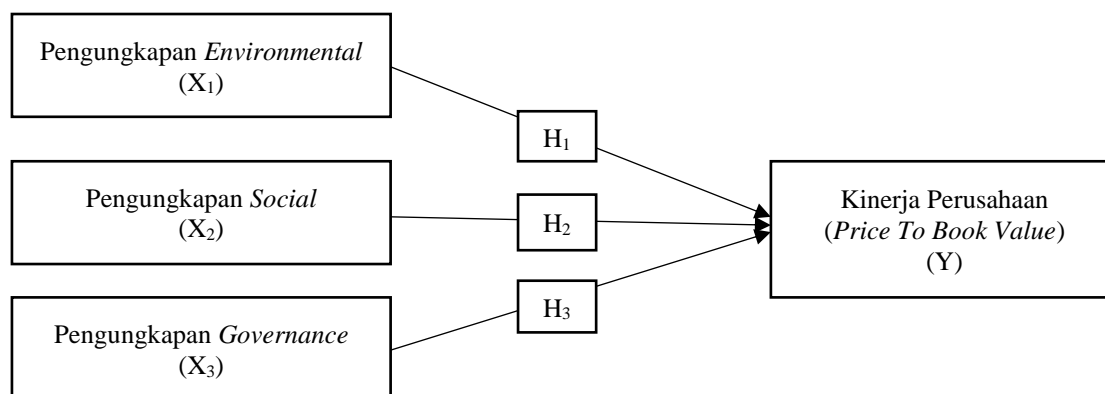 Pengungkapan Environmental
(X₁)
H₁
Pengungkapan Social
(X₂)
H₂
Kinerja Perusahaan
(Price To Book Value)
(Y)
H₃
Pengungkapan Governance
(X₃)